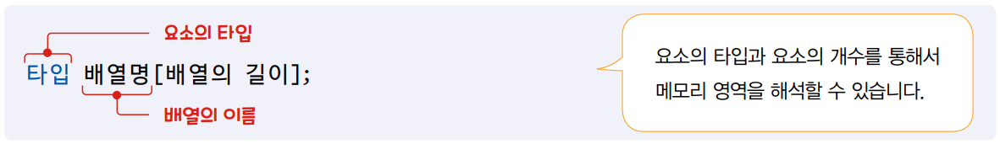 요소의 타입
타입 배열명[배열의 길이];
배열의 이름
요소의 타입과 요소의 개수를 통해서
메모리 영역을 해석할 수 있습니다.